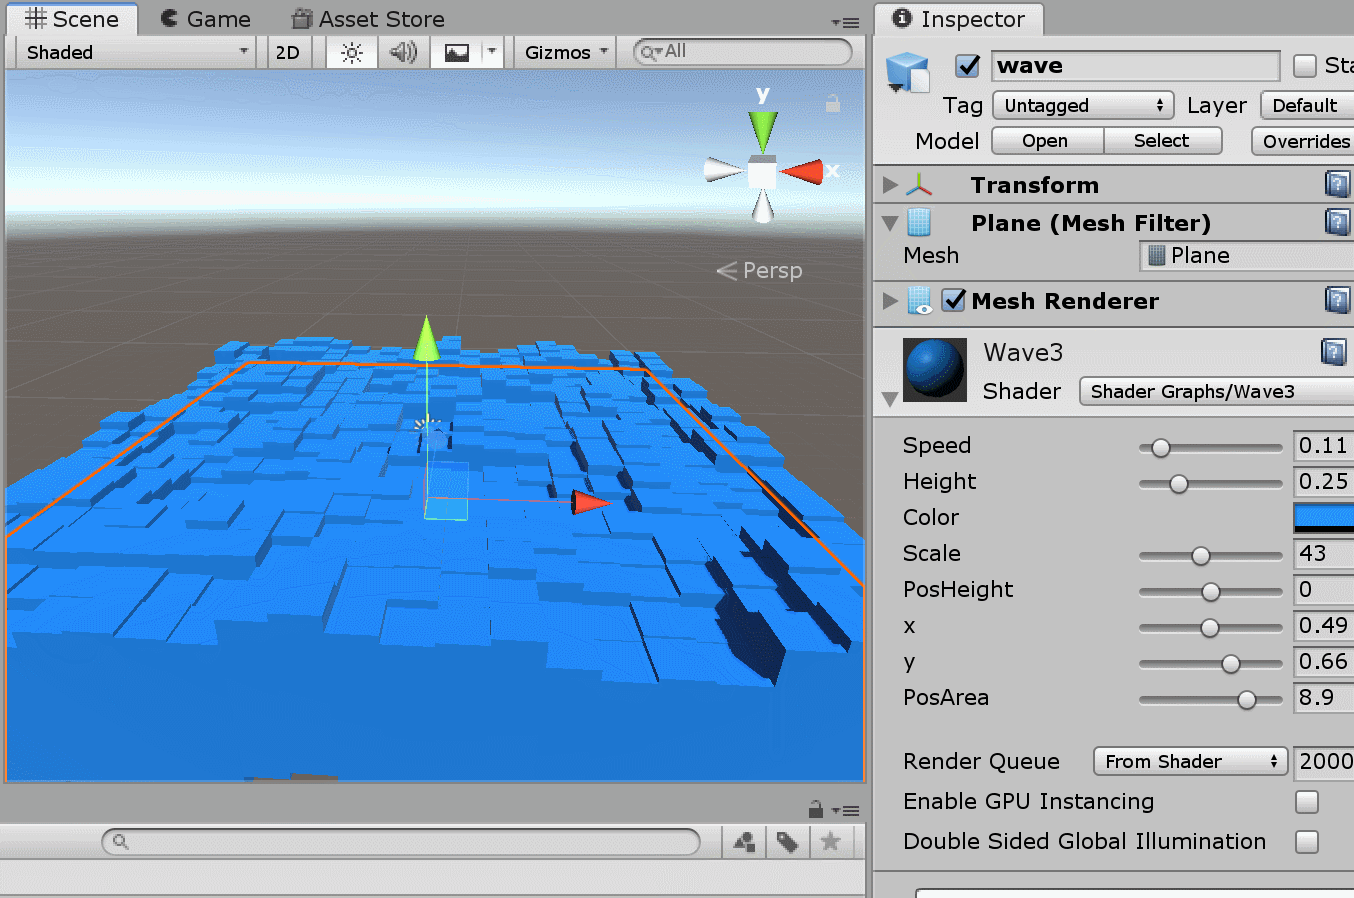 Scene Game Asset Store
Shaded 2D Gizmos All
y
x
Persp
Inspector
wave Sta
Tag Untagged Layer Default
Model Open Select Overrides
Transform
Plane (Mesh Filter)
Mesh Plane
Mesh Renderer
Wave3
Shader Shader Graphs/Wave3
Speed 0.11
Height 0.25
Color
Scale 43
PosHeight 0
x 0.49
y 0.66
PosArea 8.9
Render Queue From Shader 2000
Enable GPU Instancing
Double Sided Global Illumination